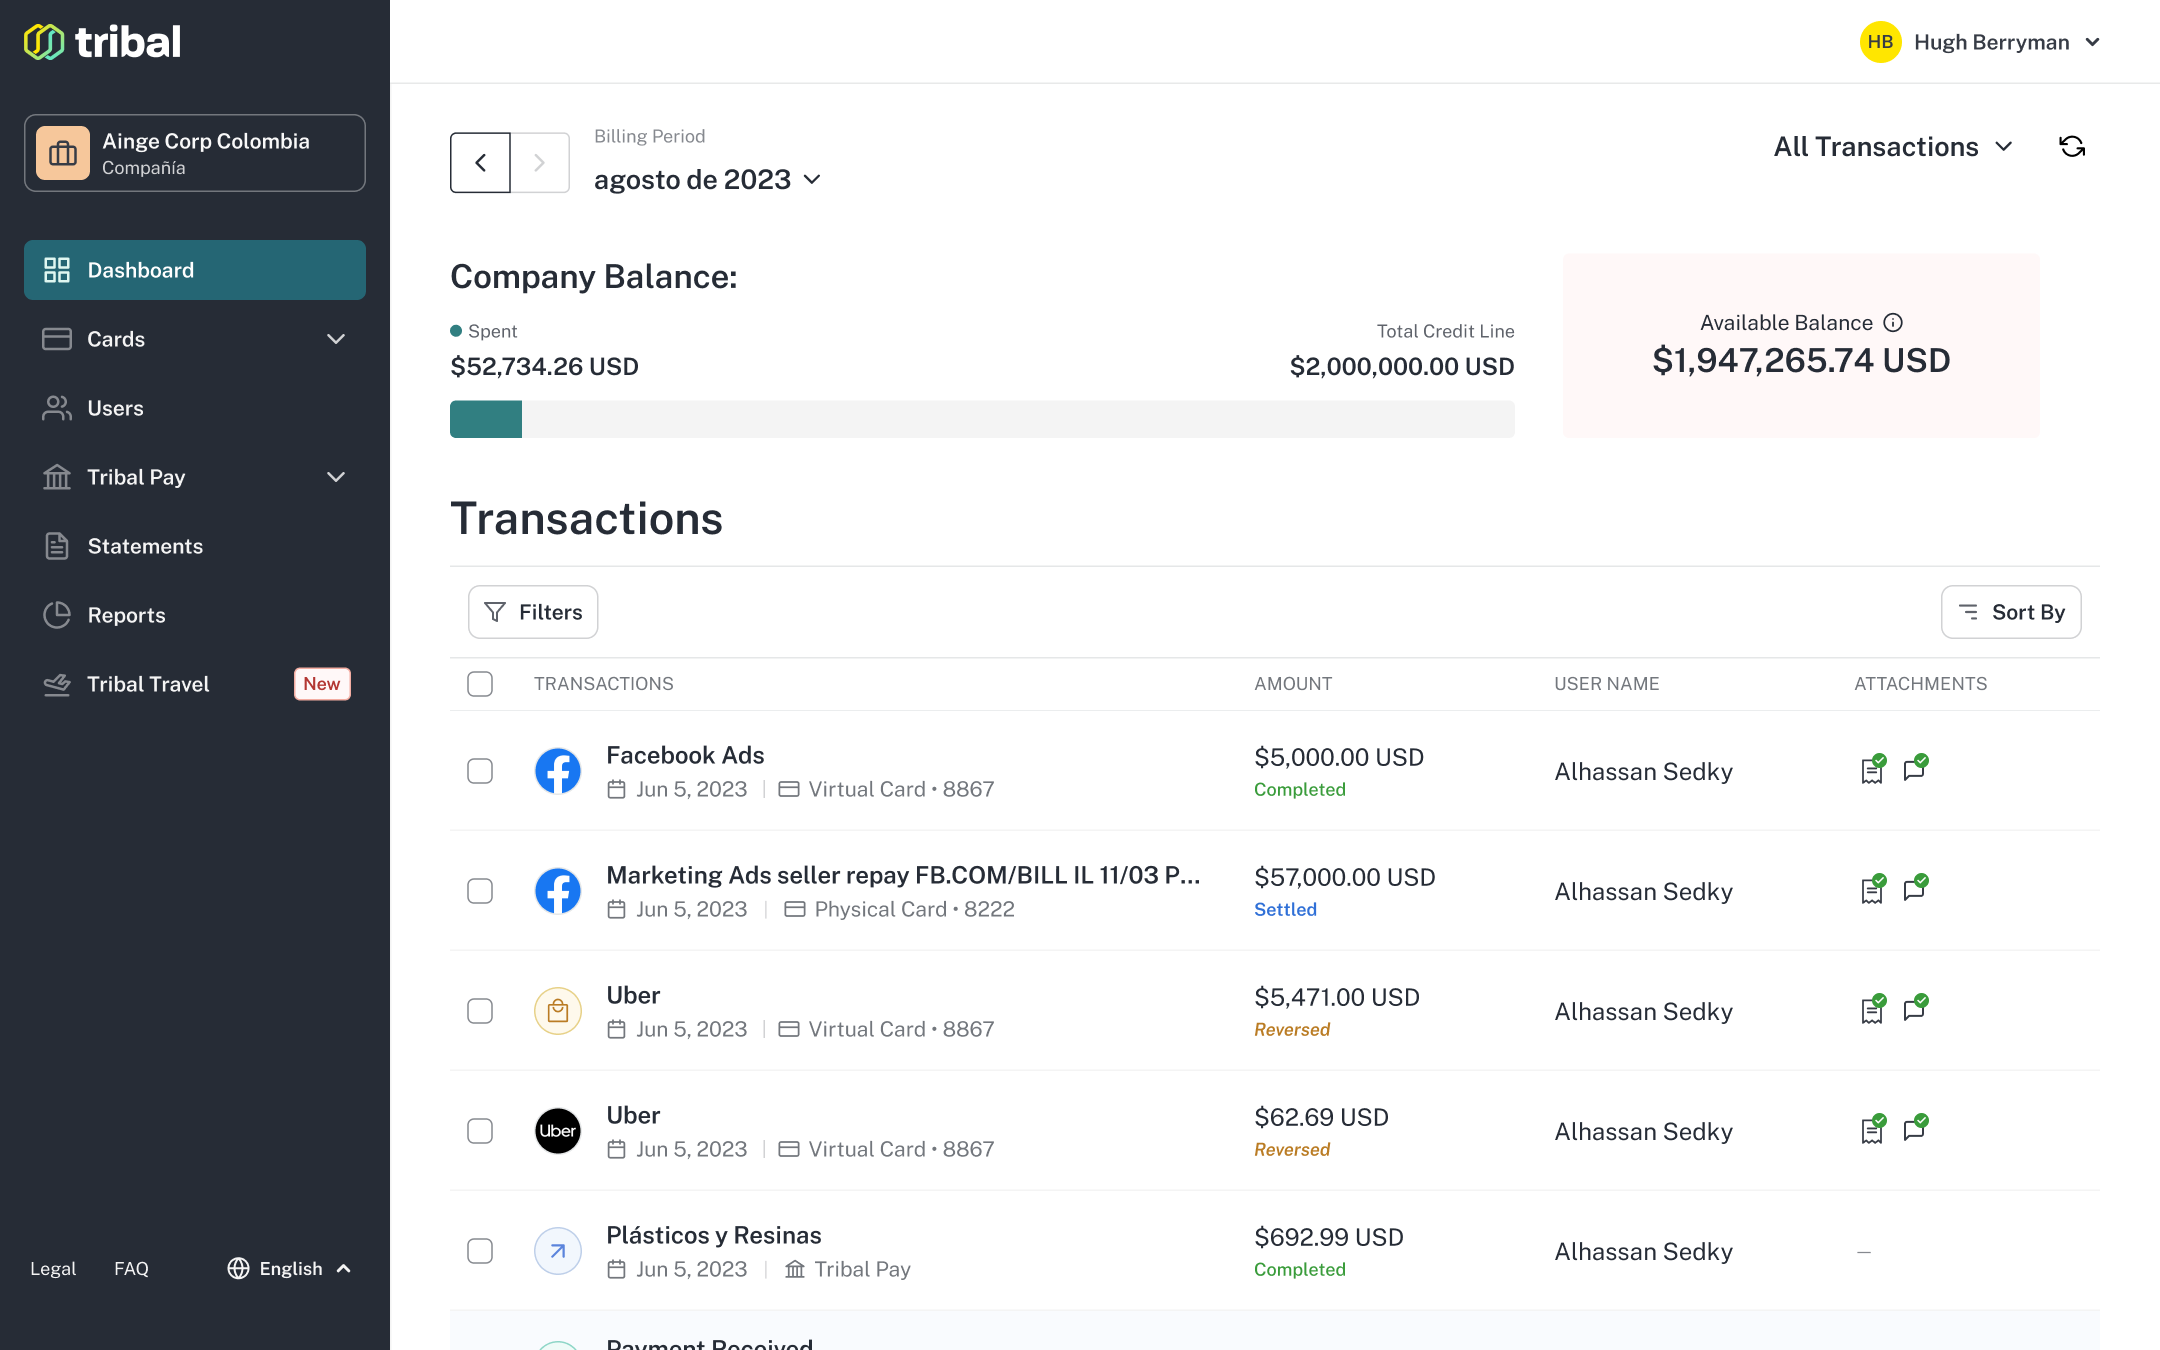 tribal
Ainge Corp Colombia
Compañía
Dashboard
Cards
Users
Tribal Pay
Statements
Reports
Tribal Travel
New
Legal
FAQ
English
HB
Hugh Berryman
Billing Period
agosto de 2023
All Transactions
Company Balance:
Spent
$52,734.26 USD
Total Credit Line
$2,000,000.00 USD
Available Balance
$1,947,265.74 USD
Transactions
Filters
Sort By
TRANSACTIONS AMOUNT USER NAME ATTACHMENTS
Facebook Ads
Jun 5, 2023 Virtual Card • 8867
$5,000.00 USD
Completed
Alhassan Sedky
Marketing Ads seller repay FB.COM/BILL IL 11/03 P...
Jun 5, 2023 Physical Card • 8222
$57,000.00 USD
Settled
Alhassan Sedky
Uber
Jun 5, 2023 Virtual Card • 8867
$5,471.00 USD
Reversed
Alhassan Sedky
Uber
Uber
Jun 5, 2023 Virtual Card • 8867
$62.69 USD
Reversed
Alhassan Sedky
Plásticos y Resinas
Jun 5, 2023 Tribal Pay
$692.99 USD
Completed
Alhassan Sedky
–
Payment Received